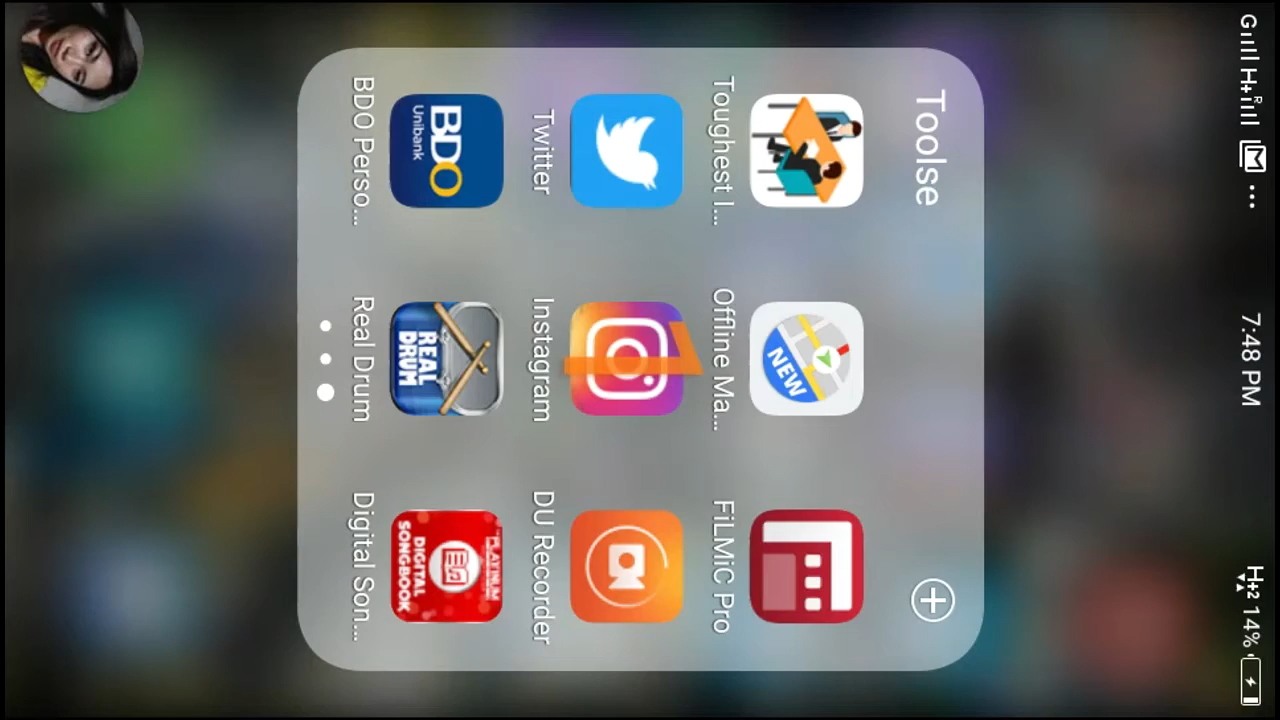 G H+ R 7:48 PM H+2 14%
Toolse
NEW
Toughest I... Offline Ma... FiLMiC Pro
Twitter Instagram DU Recorder
BDO
Unibank
REAL
DRUM
PLATINUM
DIGITAL
SONGBOOK
BDO Perso... Real Drum Digital Son...